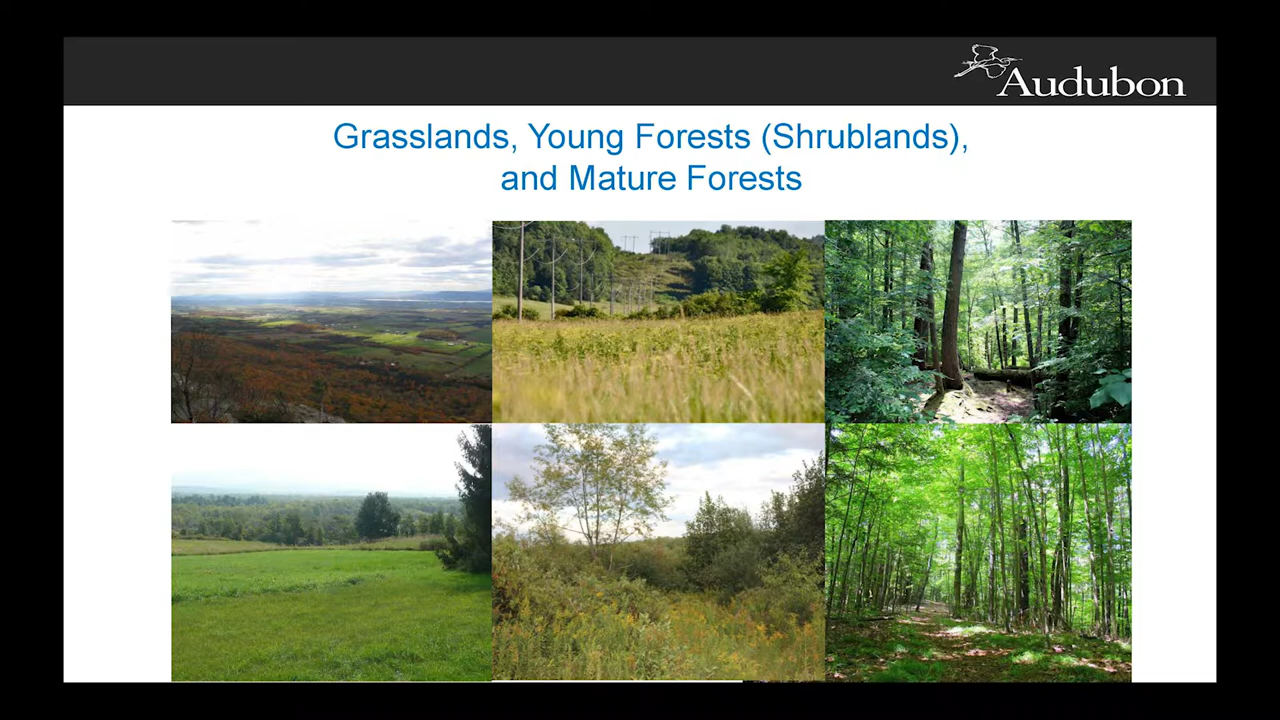 Audubon
Grasslands, Young Forests (Shrublands),
and Mature Forests